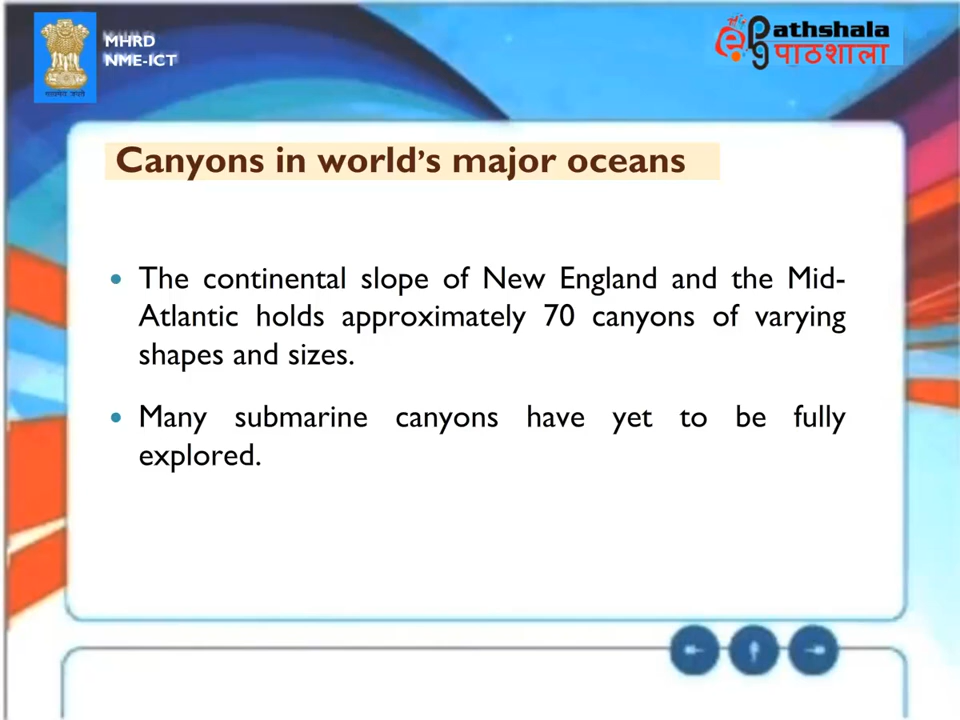 MHRD
NME-ICT
e Pathshala
पाठशाला
Canyons in world's major oceans
The continental slope of New England and the Mid-
Atlantic holds approximately 70 canyons of varying
shapes and sizes.
Many submarine canyons have yet to be fully
explored.